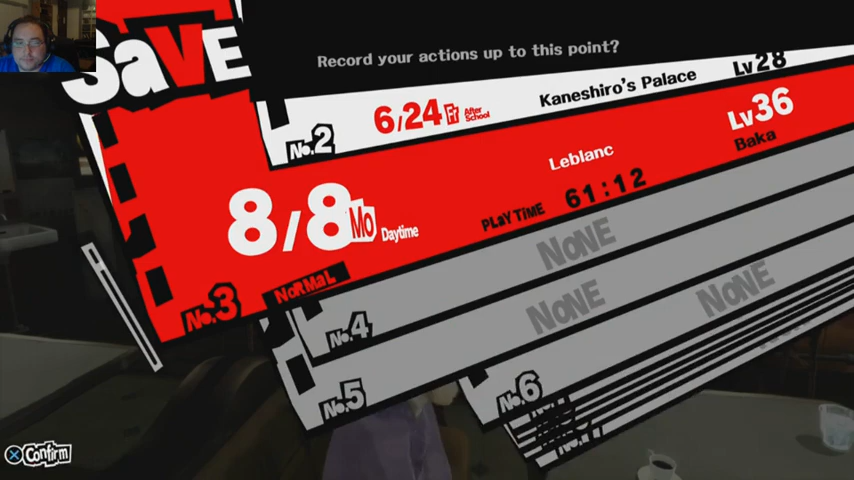 SaVE
Record your actions up to this point?
No.2
6/24 Fr After School
Kaneshiro's Palace
Lv28
No.3
8/8 Mo Daytime
Leblanc
Lv36
Baka
PLaY TiME 61:12
NoRMaL
No.4
NoNE
No.5
NoNE
No.6
NoNE
Confirm